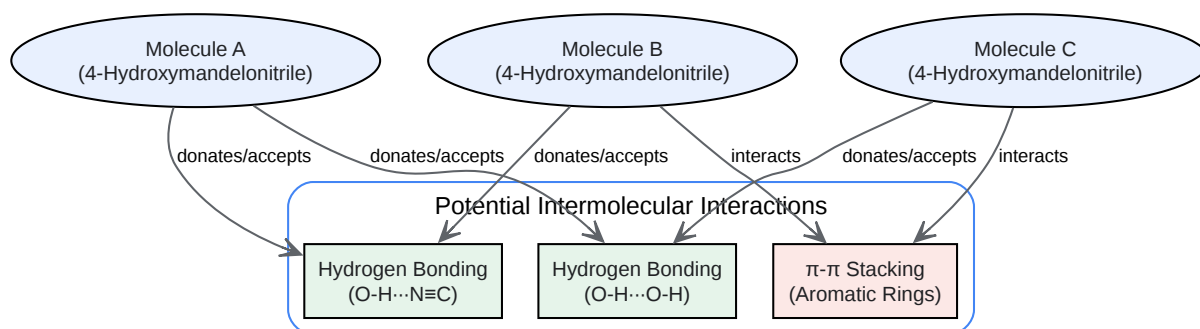 Molecule A
(4-Hydroxymandelonitrile)
Molecule B
(4-Hydroxymandelonitrile)
Molecule C
(4-Hydroxymandelonitrile)
donates/accepts
donates/accepts
donates/accepts
interacts
donates/accepts
interacts
Potential Intermolecular Interactions
Hydrogen Bonding
(O-H···N≡C)
Hydrogen Bonding
(O-H···O-H)
π-π Stacking
(Aromatic Rings)